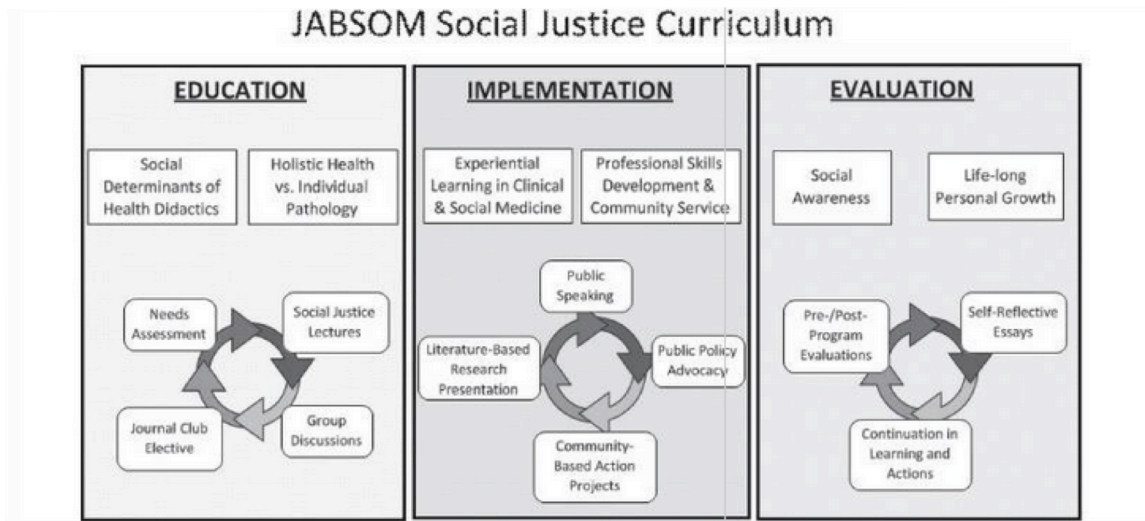 JABSOM Social Justice Curriculum
EDUCATION
Social
Determinants of
Health Didactics
Holistic Health
vs. Individual
Pathology
Needs
Assessment
Social Justice
Lectures
Group
Discussions
Journal Club
Elective
IMPLEMENTATION
Experiential
Learning in Clinical
& Social Medicine
Professional Skills
Development &
Community Service
Public
Speaking
Public Policy
Advocacy
Community-
Based Action
Projects
Literature-Based
Research
Presentation
EVALUATION
Social
Awareness
Life-long
Personal Growth
Pre-/Post-
Program
Evaluations
Self-Reflective
Essays
Continuation in
Learning and
Actions